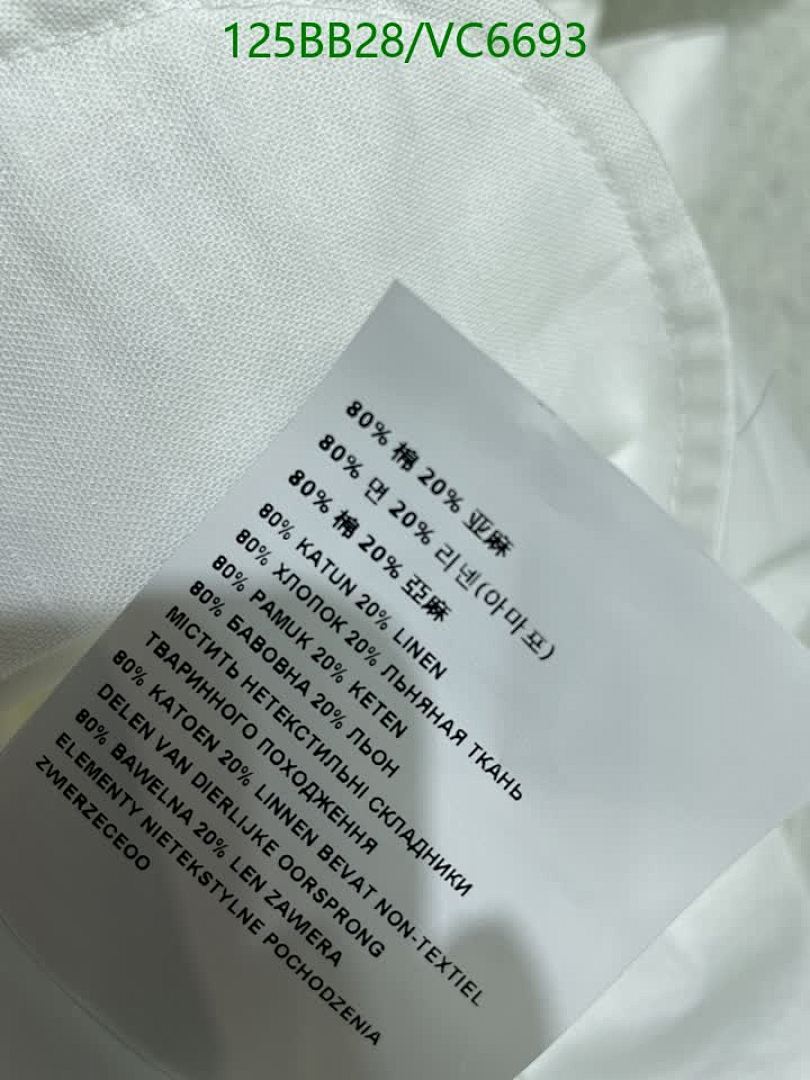 125BB28/VC6693
80% 棉 20% 亚麻
80% 면 20% 리넨(아마포)
80% 棉 20% 亞麻
80% KATUN 20% LINEN
80% ХЛОПОК 20% ЛЬНЯНАЯ ТКАНЬ
80% PAMUK 20% KETEN
80% БАВОВНА 20% ЛЬОН
МІСТИТЬ НЕТЕКСТИЛЬНІ СКЛАДНИКИ
ТВАРИННОГО ПОХОДЖЕННЯ
80% KATOEN 20% LINNEN BEVAT NON-TEXTIEL
DELEN VAN DIERLIJKE OORSPRONG
80% BAWELNA 20% LEN ZAWIERA
ELEMENTY NIETEKSTYLNE POCHODZENIA
ZWIERZECEOO